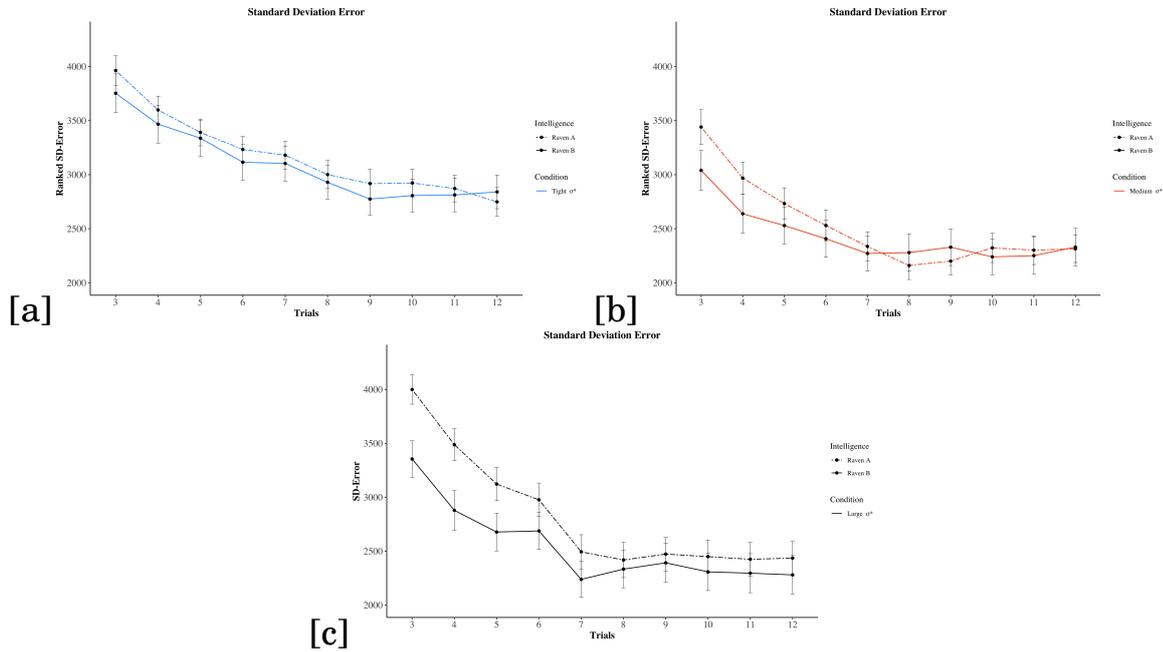 Standard Deviation Error
Ranked SD-Error
4000
3500
3000
2500
2000
3 4 5 6 7 8 9 10 11 12
Trials
Intelligence
Raven A
Raven B
Condition
Tight σ*
[a]
Standard Deviation Error
Ranked SD-Error
4000
3500
3000
2500
2000
3 4 5 6 7 8 9 10 11 12
Trials
Intelligence
Raven A
Raven B
Condition
Medium σ*
[b]
Standard Deviation Error
SD-Error
4000
3500
3000
2500
2000
3 4 5 6 7 8 9 10 11 12
Trials
Intelligence
Raven A
Raven B
Condition
Large σ*
[c]